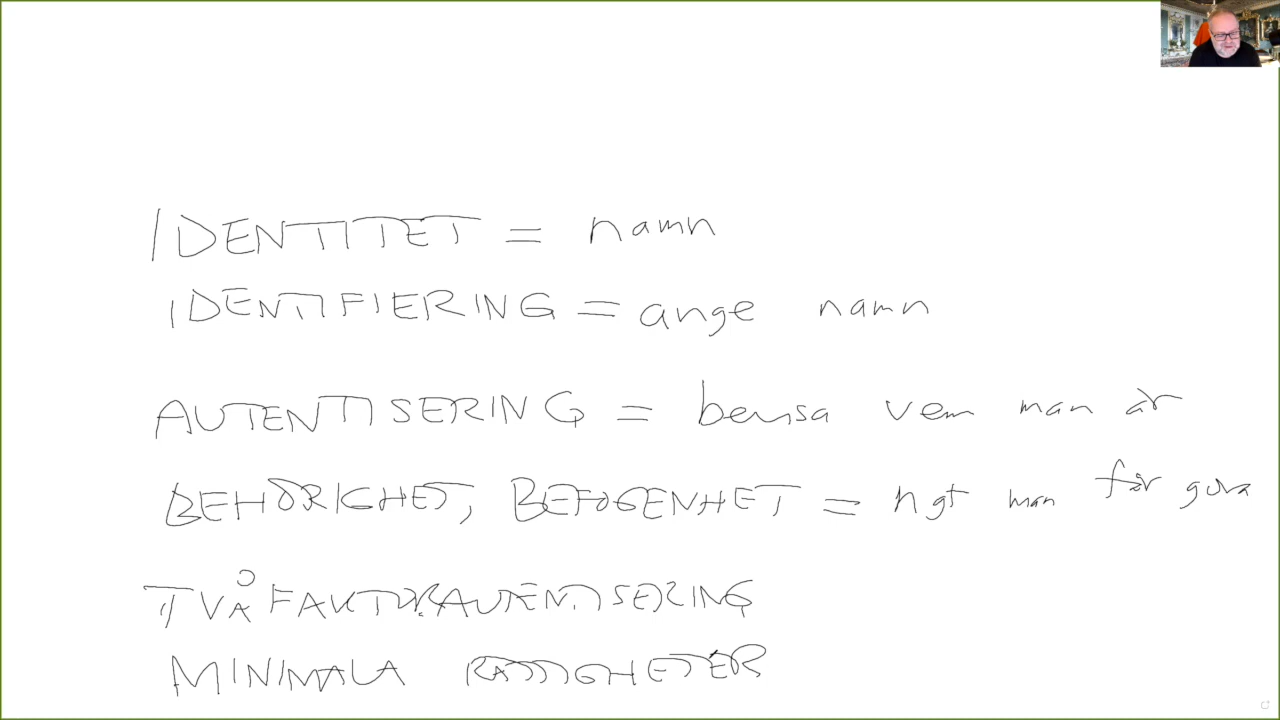 IDENTITET = namn
IDENTIFIERING = ange namn
AUTENTISERING = bevisa vem man är
BEHÖRIGHET, BEFOGENHET = ngt man får göra
TVÅFAKTORAUTENTISERING
MINIMALA RÄTTIGHETER